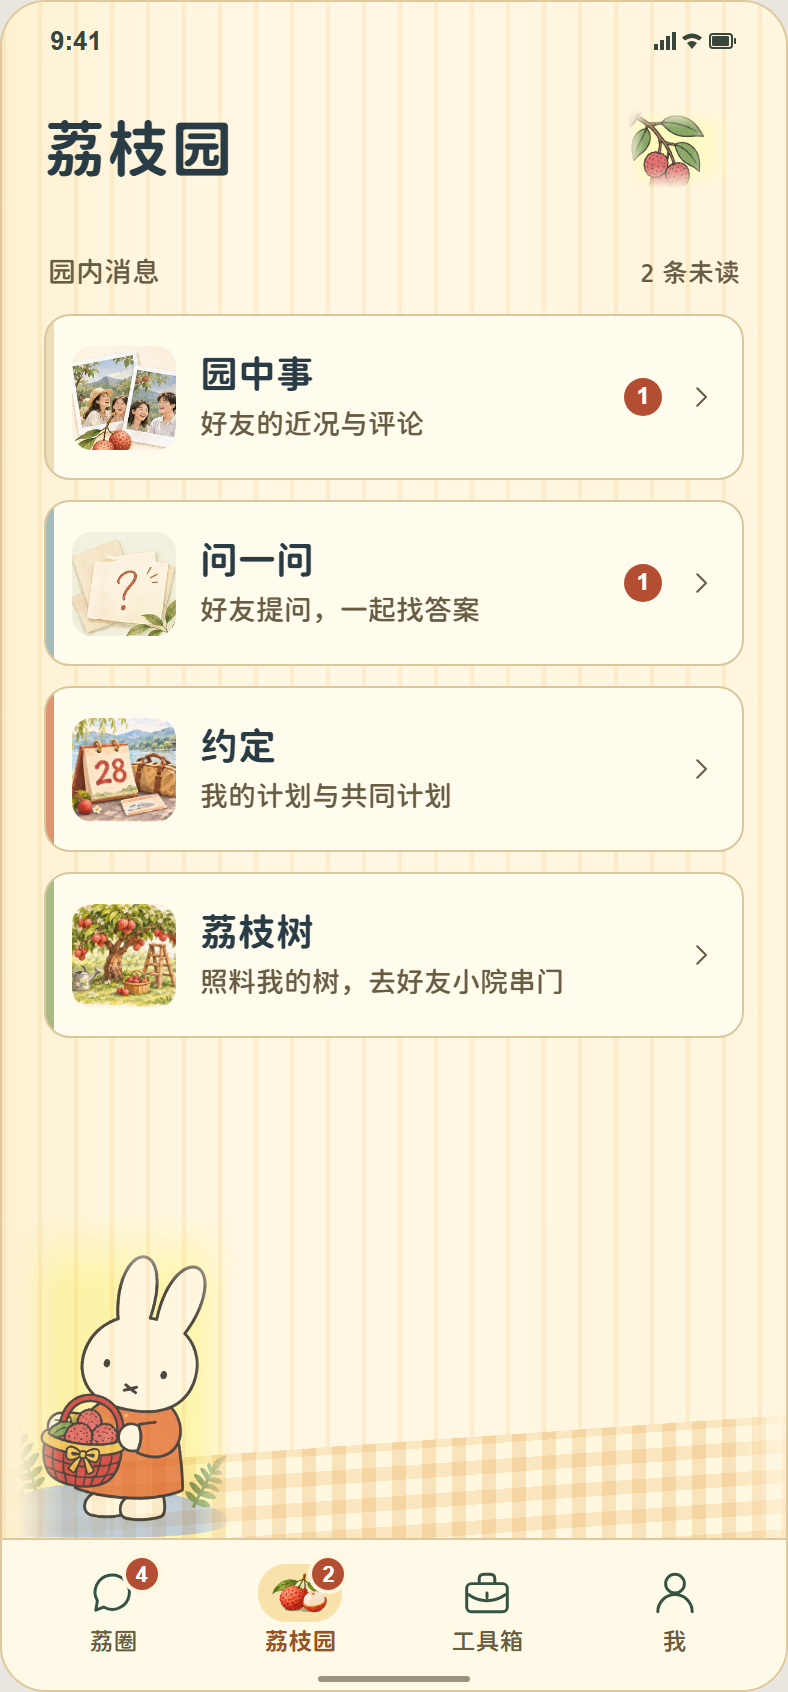 9:41
荔枝园
园内消息
2 条未读
园中事
好友的近况与评论
1
?
问一问
好友提问，一起找答案
1
28
约定
我的计划与共同计划
荔枝树
照料我的树，去好友小院串门
4
2
荔圈
荔枝园
工具箱
我